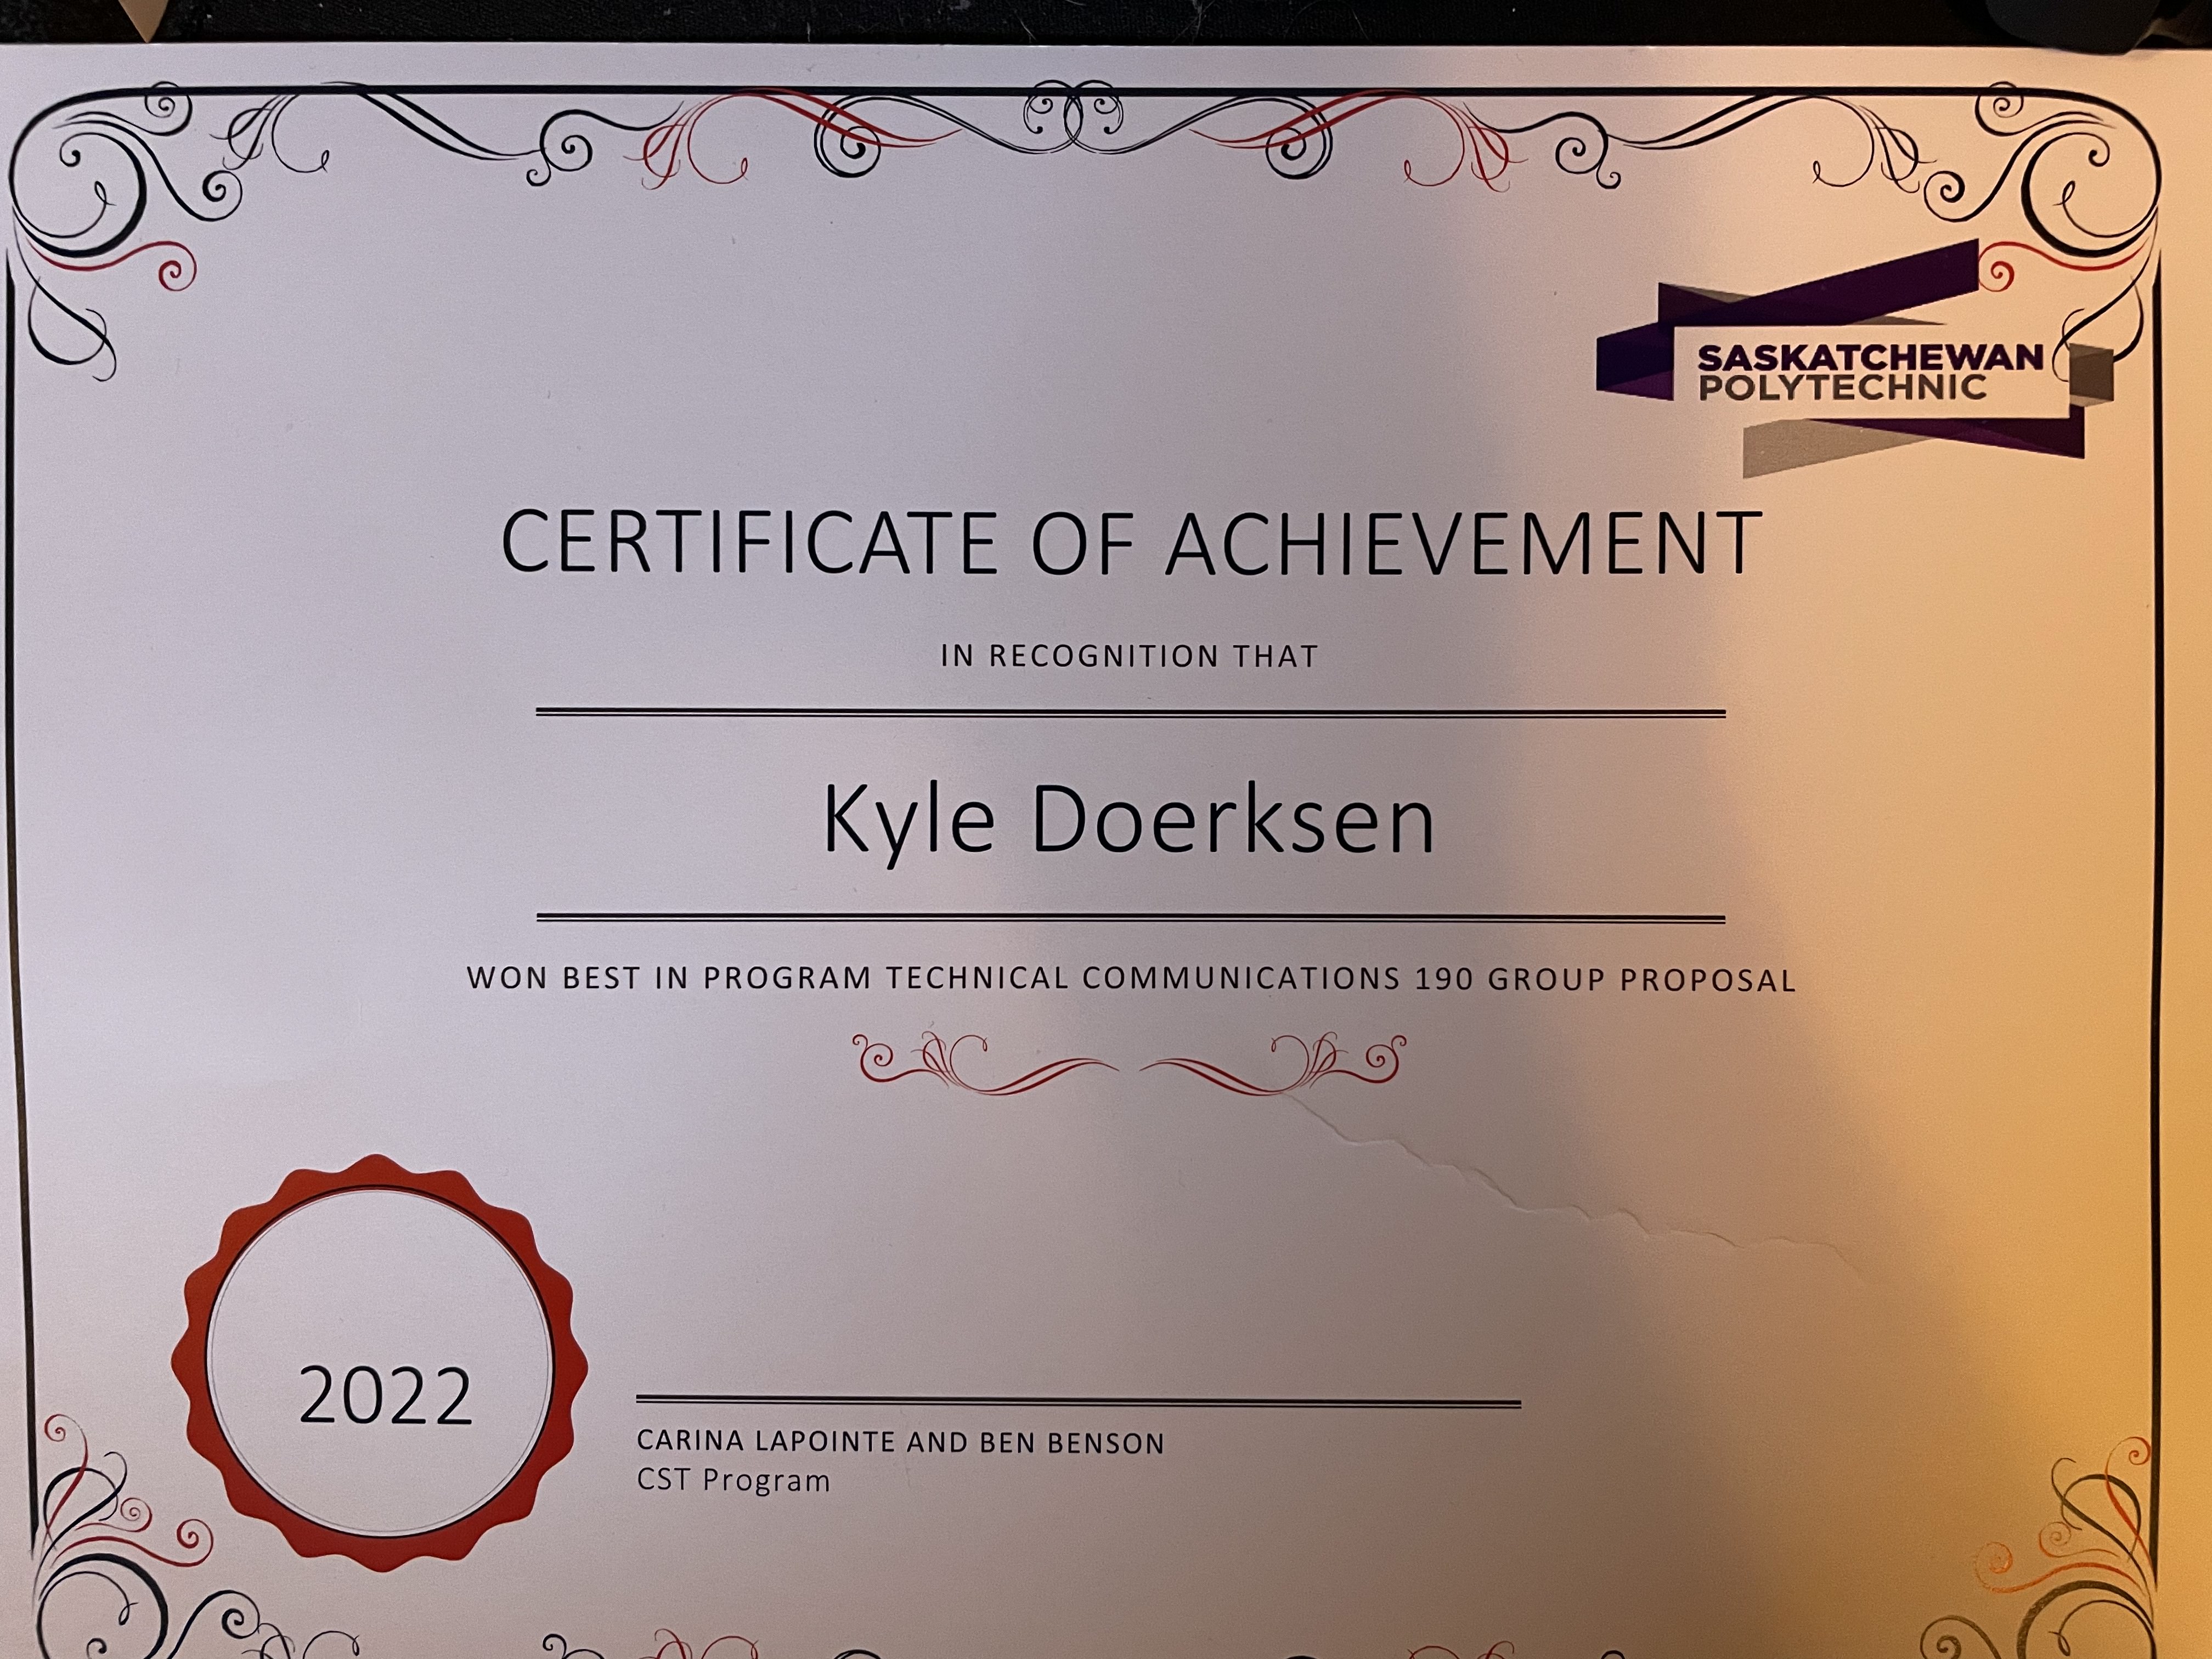 SASKATCHEWAN
POLYTECHNIC
CERTIFICATE OF ACHIEVEMENT
IN RECOGNITION THAT
Kyle Doerksen
WON BEST IN PROGRAM TECHNICAL COMMUNICATIONS 190 GROUP PROPOSAL
2022
CARINA LAPOINTE AND BEN BENSON
CST Program